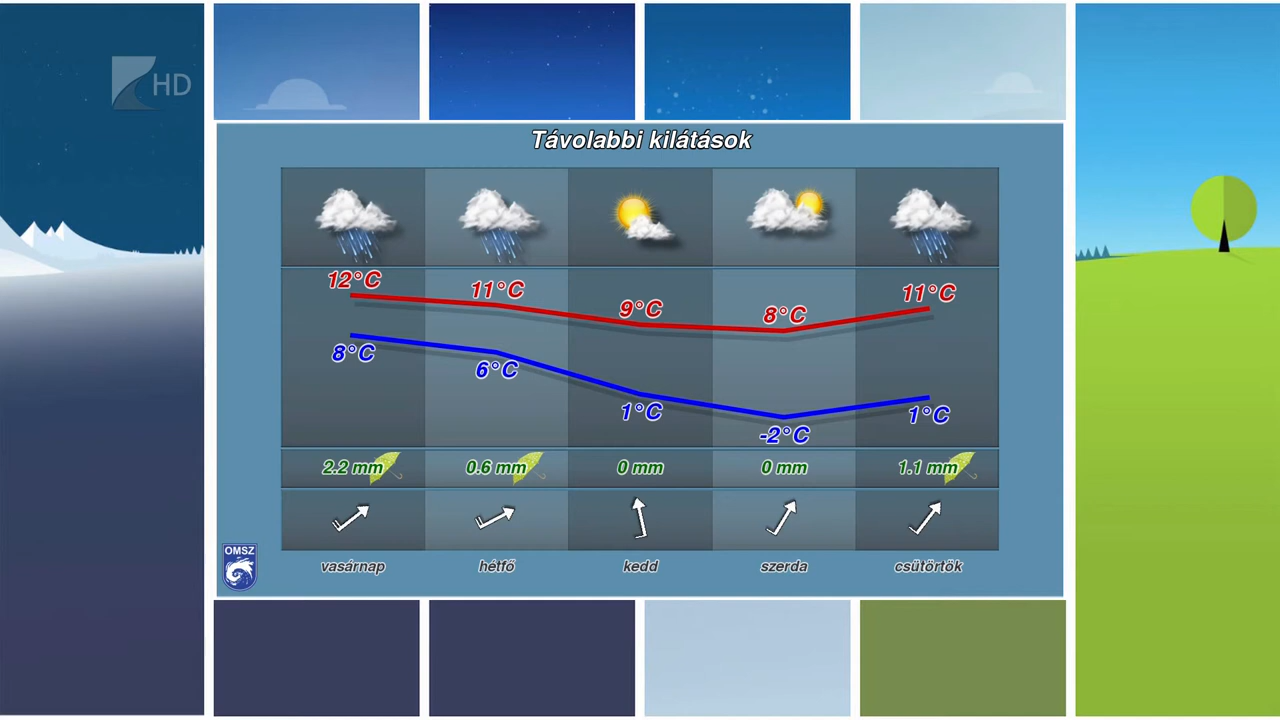 HD
Távolabbi kilátások
12°C 11°C 9°C 8°C 11°C
8°C 6°C 1°C -2°C 1°C
2.2 mm 0.6 mm 0 mm 0 mm 1.1 mm
OMSZ
vasárnap hétfő kedd szerda csütörtök